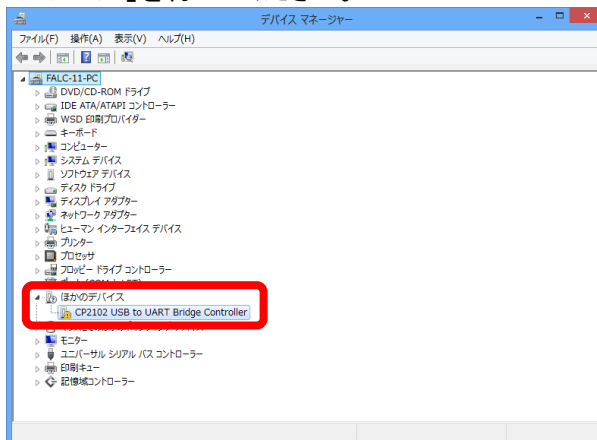 デバイス マネージャー
ファイル(F) 操作(A) 表示(V) ヘルプ(H)
FALC-11-PC
DVD/CD-ROM ドライブ
IDE ATA/ATAPI コントローラー
WSD 印刷プロバイダー
キーボード
コンピューター
システム デバイス
ソフトウェア デバイス
ディスク ドライブ
ディスプレイ アダプター
ネットワーク アダプター
ヒューマン インターフェイス デバイス
プリンター
プロセッサ
フロッピー ドライブ コントローラー
ほかのデバイス
CP2102 USB to UART Bridge Controller
モニター
ユニバーサル シリアル バス コントローラー
印刷キュー
記憶域コントローラー